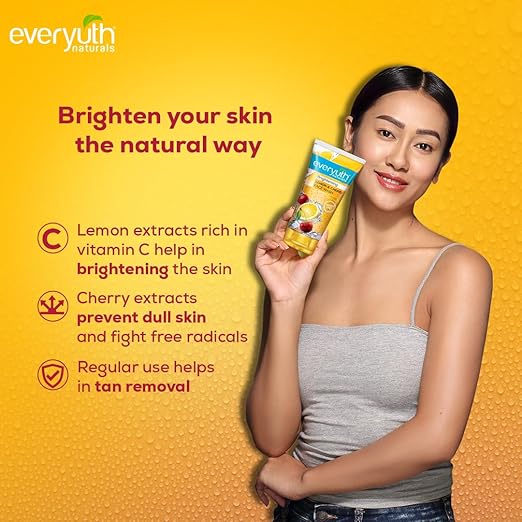 everyuth
naturals
Brighten your skin
the natural way
everyuth
C
Lemon extracts rich in
vitamin C help in
brightening the skin
Cherry extracts
prevent dull skin
and fight free radicals
Regular use helps
in tan removal